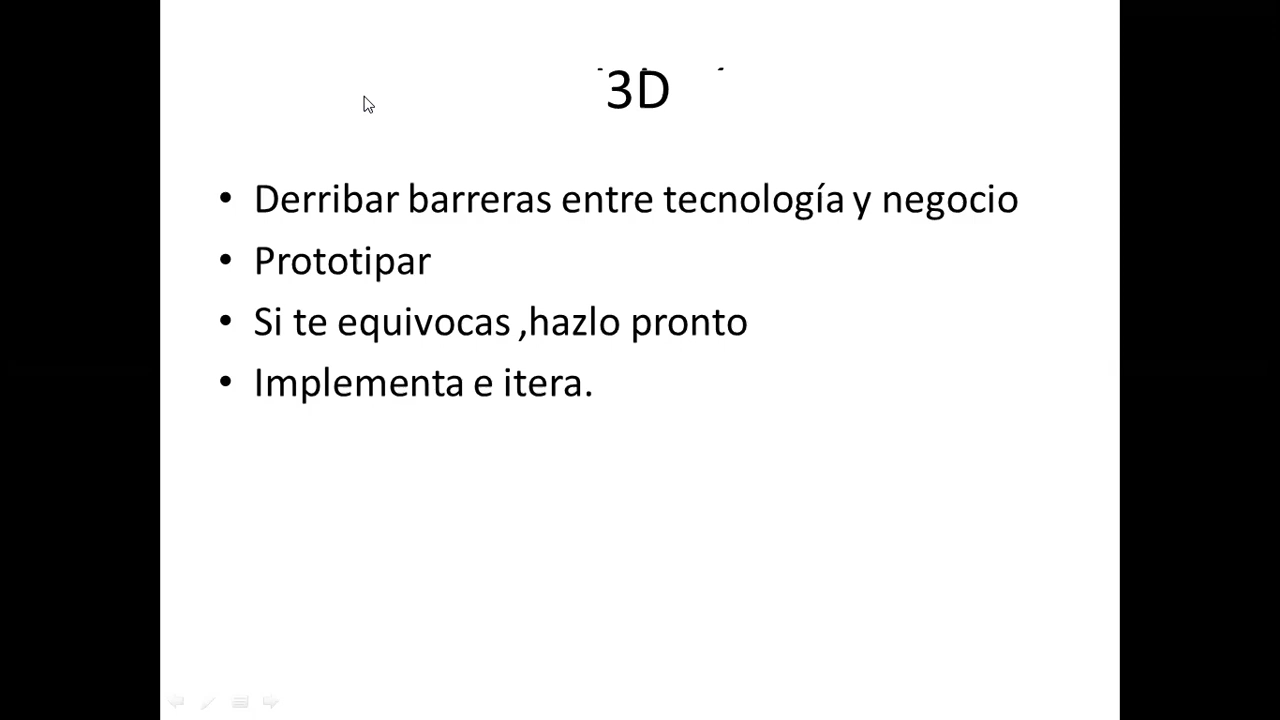 3D
• Derribar barreras entre tecnología y negocio
• Prototipar
• Si te equivocas ,hazlo pronto
• Implementa e itera.